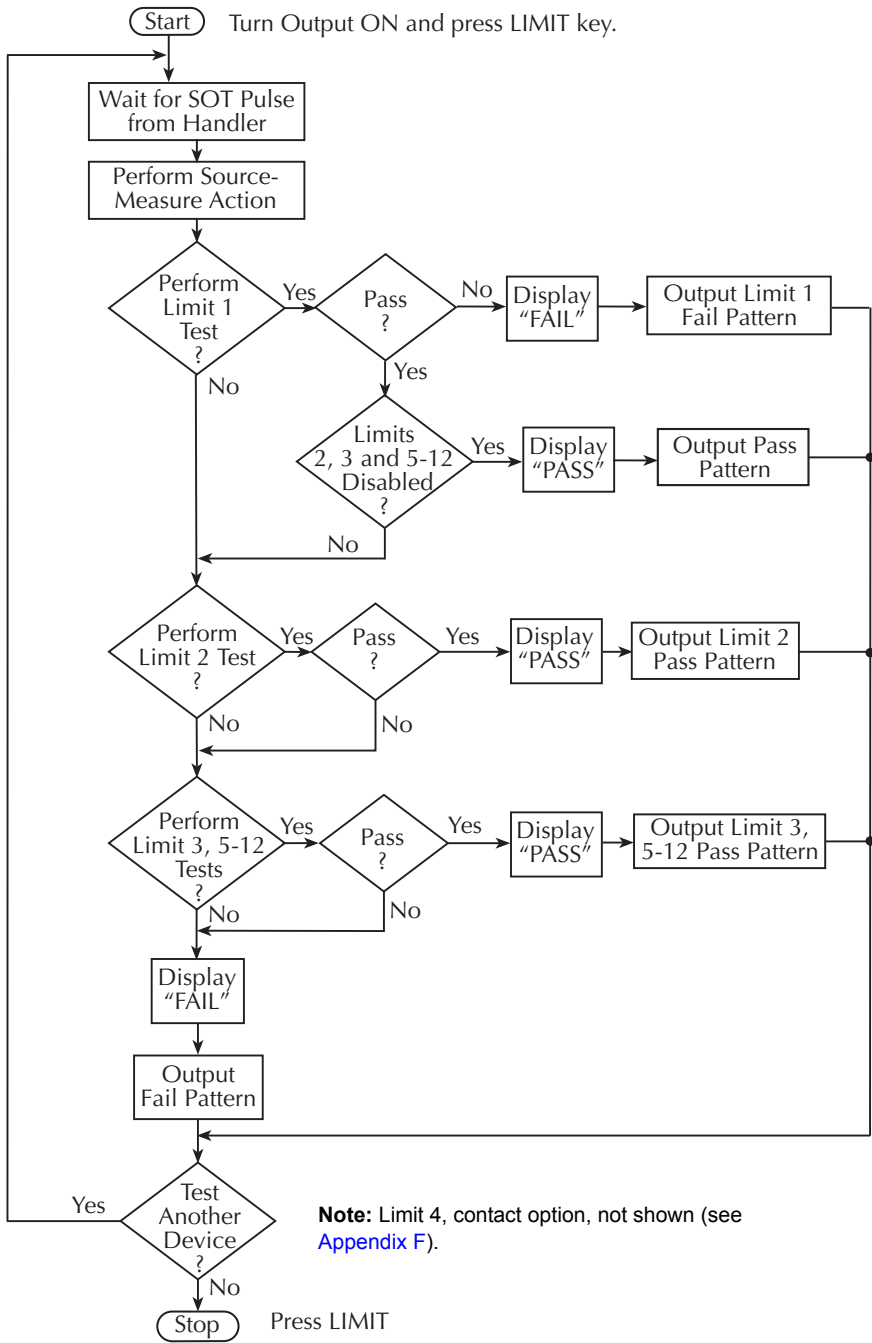 Start
Turn Output ON and press LIMIT key.
Wait for SOT Pulse
from Handler
Perform Source-
Measure Action
Perform
Limit 1
Test
?
Yes
Pass
?
No
Display
“FAIL”
Output Limit 1
Fail Pattern
No
Yes
Limits
2, 3 and 5-12
Disabled
?
Yes
Display
“PASS”
Output Pass
Pattern
No
Perform
Limit 2 Test
?
Yes
Pass
?
Yes
Display
“PASS”
Output Limit 2
Pass Pattern
No
No
Perform
Limit 3, 5-12
Tests
?
Yes
Pass
?
Yes
Display
“PASS”
Output Limit 3,
5-12 Pass Pattern
No
No
Display
“FAIL”
Output
Fail Pattern
Yes
Test
Another
Device
?
Note: Limit 4, contact option, not shown (see
Appendix F).
No
Stop
Press LIMIT